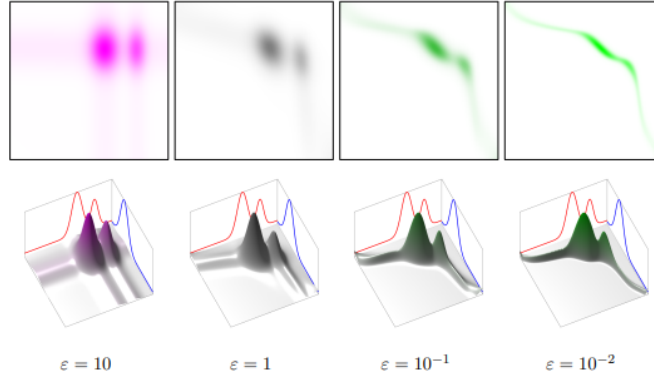 ε = 10 ε = 1 ε = 10⁻¹ ε = 10⁻²